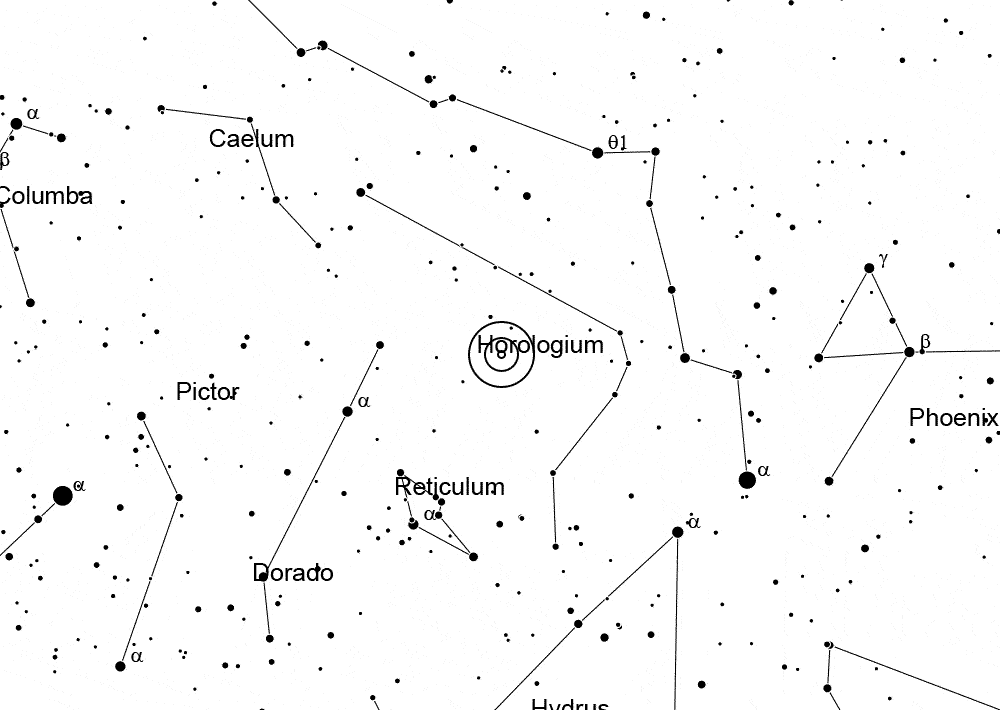 θ1
α
Caelum
β
Columba
γ
β
Horologium
Pictor
α
Phoenix
α
α
Reticulum
α
α
Dorado
α
Hydrus